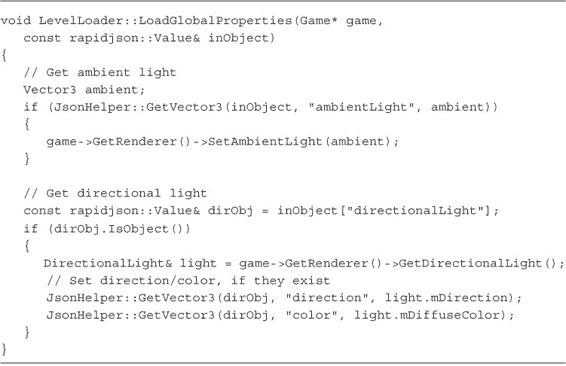 void LevelLoader::LoadGlobalProperties(Game* game,
   const rapidjson::Value& inObject)
{
   // Get ambient light
   Vector3 ambient;
   if (JsonHelper::GetVector3(inObject, "ambientLight", ambient))
   {
      game->GetRenderer()->SetAmbientLight(ambient);
   }

   // Get directional light
   const rapidjson::Value& dirObj = inObject["directionalLight"];
   if (dirObj.IsObject())
   {
      DirectionalLight& light = game->GetRenderer()->GetDirectionalLight();
      // Set direction/color, if they exist
      JsonHelper::GetVector3(dirObj, "direction", light.mDirection);
      JsonHelper::GetVector3(dirObj, "color", light.mDiffuseColor);
   }
}